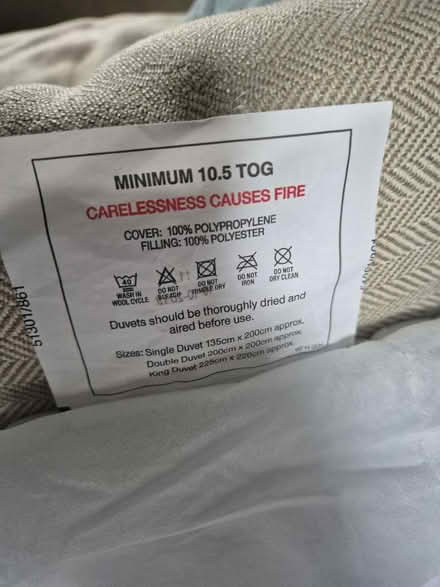 MINIMUM 10.5 TOG
CARELESSNESS CAUSES FIRE
COVER: 100% POLYPROPYLENE
FILLING: 100% POLYESTER
40
WASH IN
WOOL CYCLE
DO NOT
BLEACH
DO NOT
TUMBLE DRY
DO NOT
IRON
DO NOT
DRY CLEAN
Duvets should be thoroughly dried and
aired before use.
Sizes: Single Duvet 135cm x 200cm approx.
Double Duvet 200cm x 200cm approx.
King Duvet 225cm x 220cm approx.